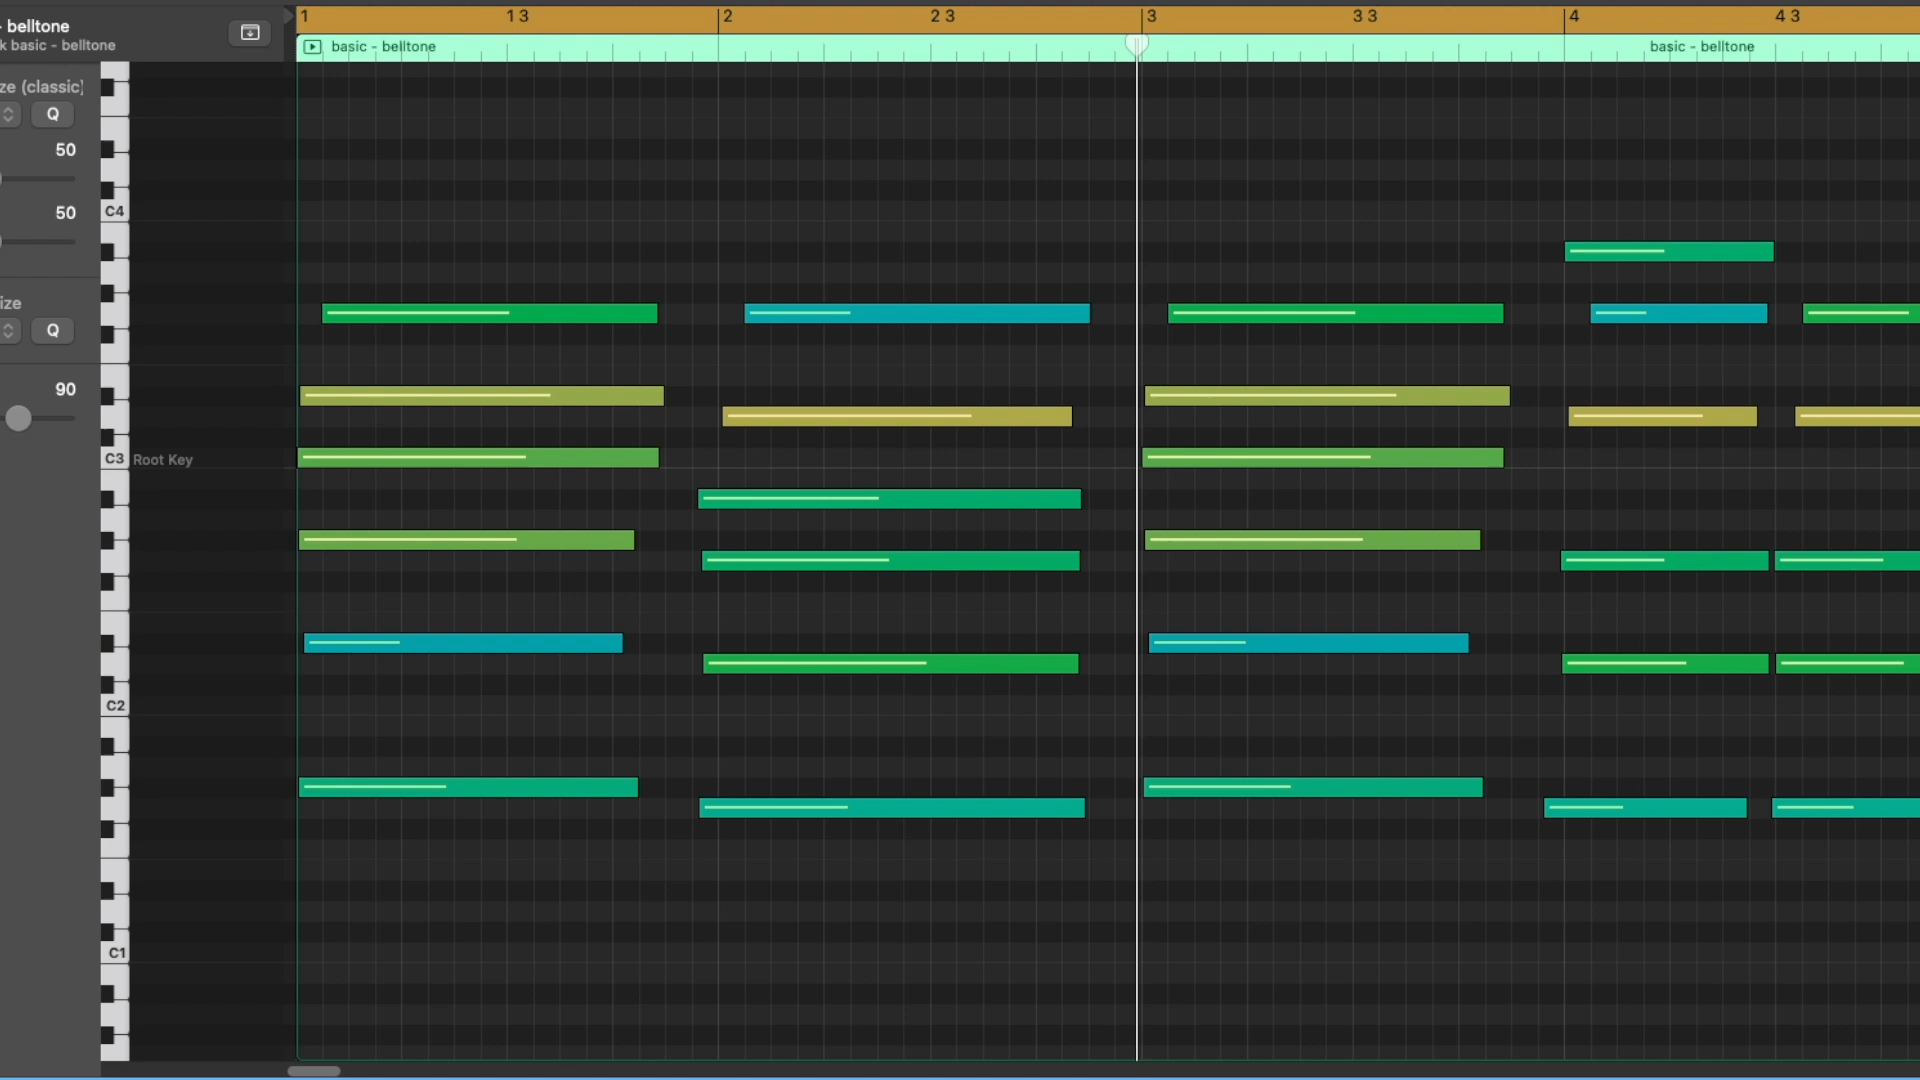 - belltone
k basic - belltone
1 1 3 2 2 3 3 3 3 4 4 3
basic - belltone basic - belltone
ze (classic)
Q
50
50
C4
ize
Q
90
C3 Root Key
C2
C1